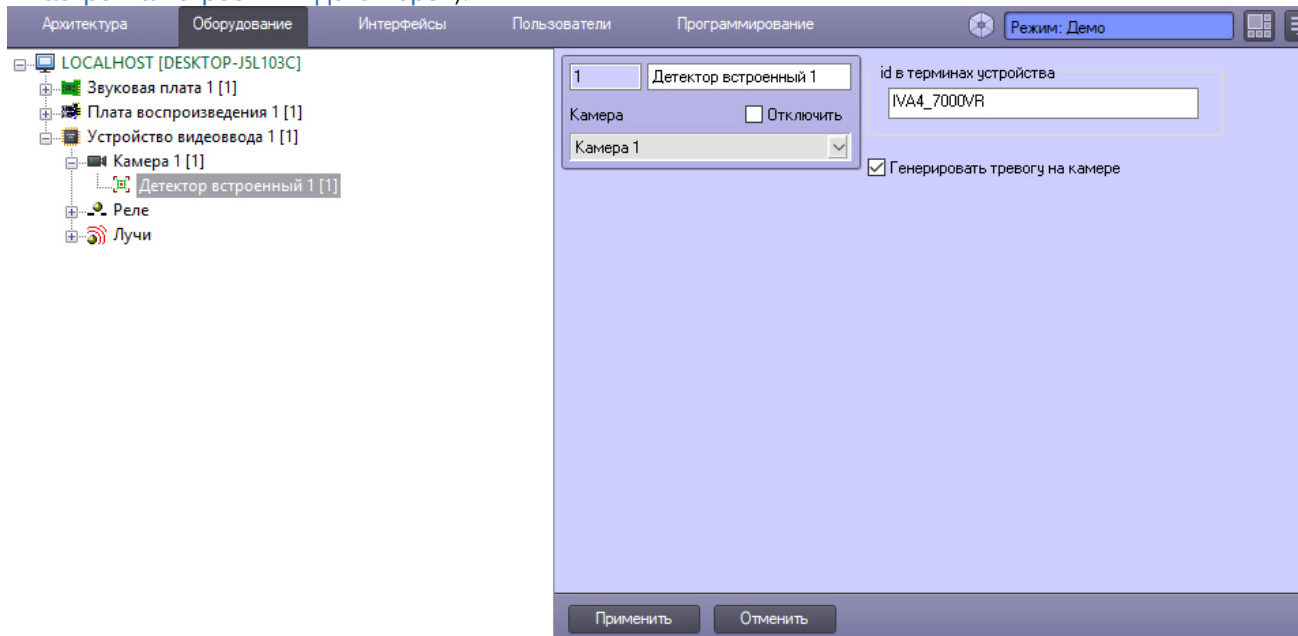 Архитектура Оборудование Интерфейсы Пользователи Программирование Режим: Демо
LOCALHOST [DESKTOP-J5L103C]
Звуковая плата 1 [1]
Плата воспроизведения 1 [1]
Устройство видеоввода 1 [1]
Камера 1 [1]
Детектор встроенный 1 [1]
Реле
Лучи
1 Детектор встроенный 1
Камера Отключить
Камера 1
id в терминах устройства
IVA4_7000VR
Генерировать тревогу на камере
Применить Отменить